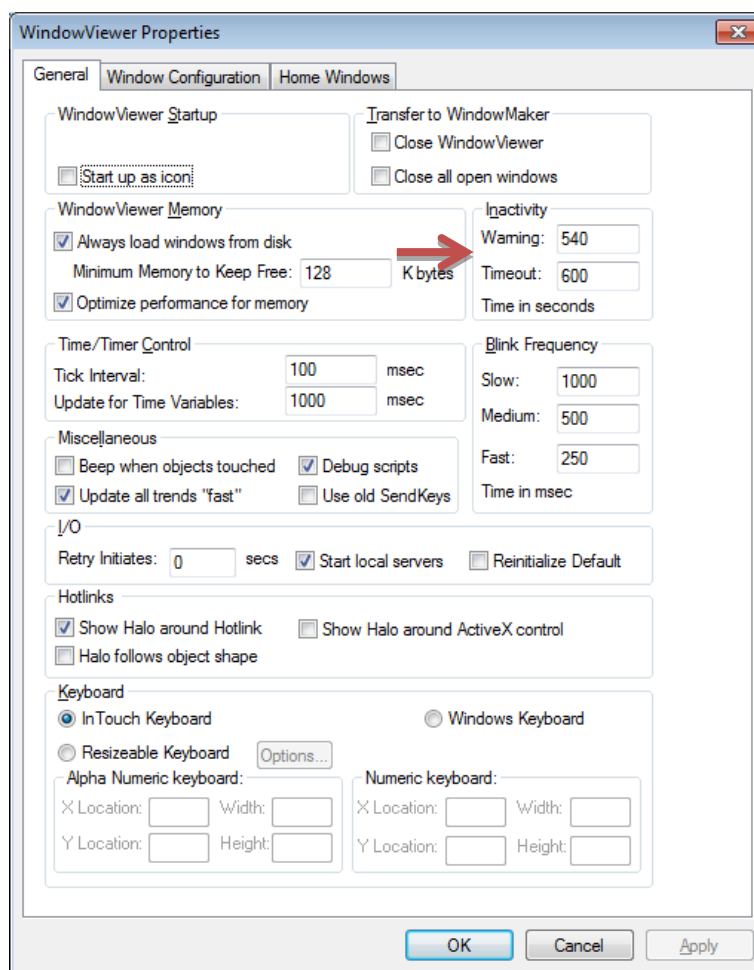 WindowViewer Properties
General Window Configuration Home Windows
WindowViewer Startup
Start up as icon
Transfer to WindowMaker
Close WindowViewer
Close all open windows
WindowViewer Memory
Always load windows from disk
Minimum Memory to Keep Free: 128 K bytes
Optimize performance for memory
Inactivity
Warning: 540
Timeout: 600
Time in seconds
Time/Timer Control
Tick Interval: 100 msec
Update for Time Variables: 1000 msec
Blink Frequency
Slow: 1000
Medium: 500
Fast: 250
Time in msec
Miscellaneous
Beep when objects touched Debug scripts
Update all trends "fast" Use old SendKeys
I/O
Retry Initiates: 0 secs Start local servers Reinitialize Default
Hotlinks
Show Halo around Hotlink Show Halo around ActiveX control
Halo follows object shape
Keyboard
InTouch Keyboard Windows Keyboard
Resizeable Keyboard Options...
Alpha Numeric keyboard:
X Location: Width:
Y Location: Height:
Numeric keyboard:
X Location: Width:
Y Location: Height:
OK Cancel Apply